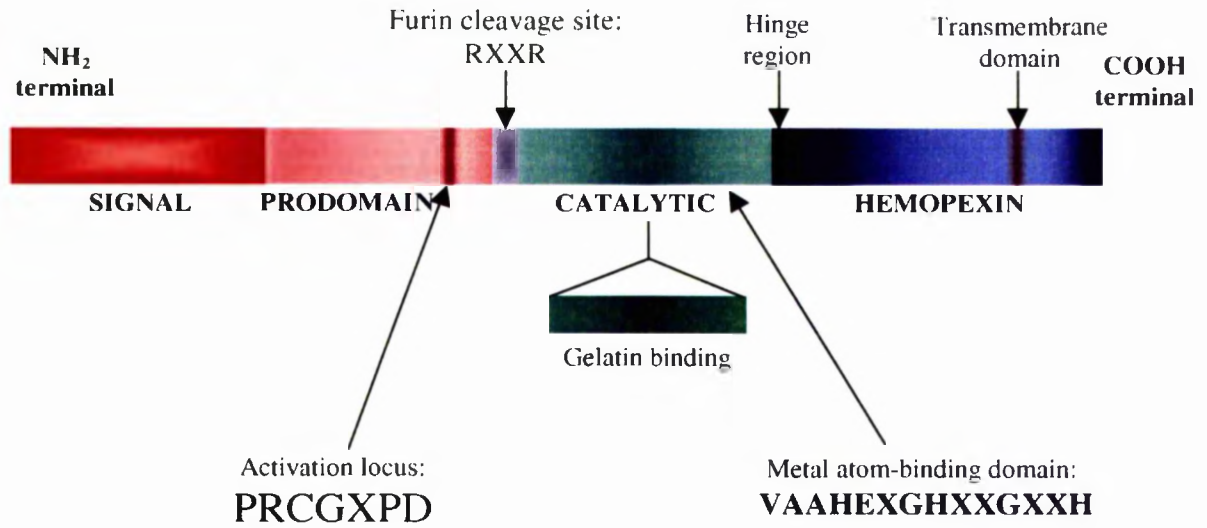 Furin cleavage site:
RXXR
Hinge
region
Transmembrane
domain
NH₂
terminal
COOH
terminal
SIGNAL
PRODOMAIN
CATALYTIC
HEMOPEXIN
Gelatin binding
Activation locus:
PRCGXPD
Metal atom-binding domain:
VAAHEXGHXXGXXH